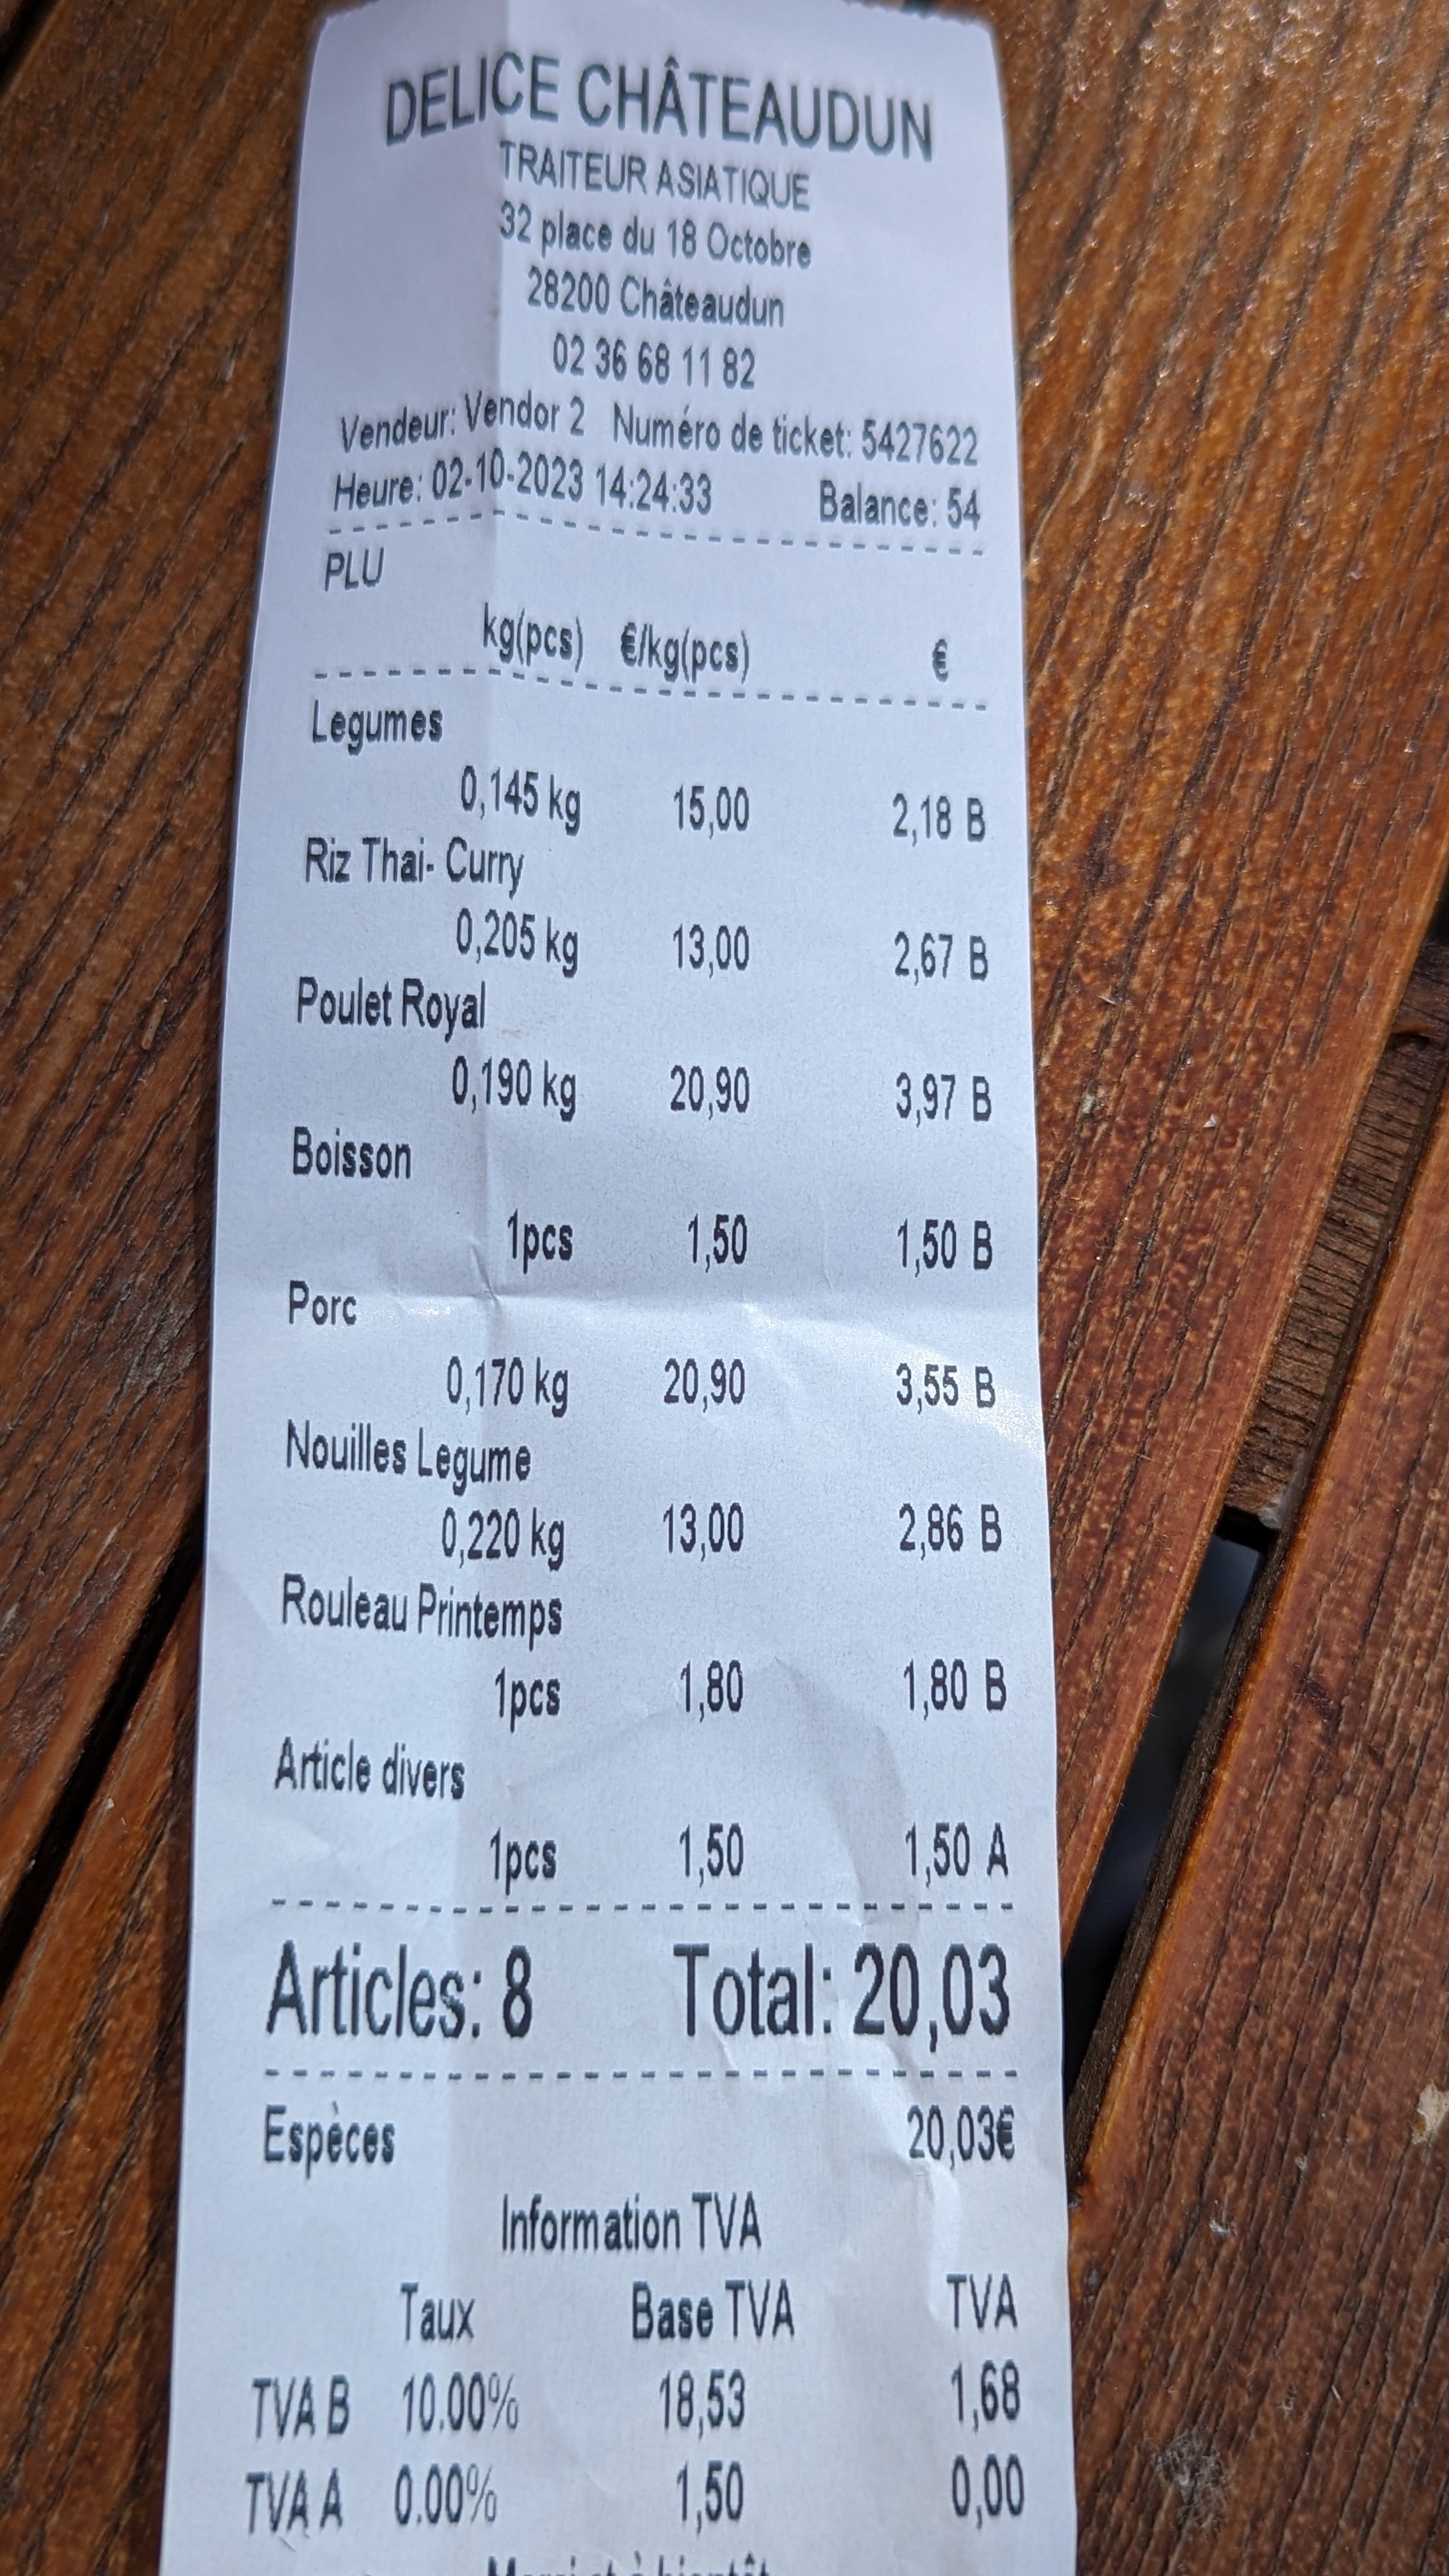 DELICE CHÂTEAUDUN
TRAITEUR ASIATIQUE
32 place du 18 Octobre
28200 Châteaudun
02 36 68 11 82
Vendeur: Vendor 2 Numéro de ticket: 5427622
Heure: 02-10-2023 14:24:33 Balance: 54
PLU
kg(pcs) €/kg(pcs) €
Legumes
0,145 kg 15,00 2,18 B
Riz Thai- Curry
0,205 kg 13,00 2,67 B
Poulet Royal
0,190 kg 20,90 3,97 B
Boisson
1pcs 1,50 1,50 B
Porc
0,170 kg 20,90 3,55 B
Nouilles Legume
0,220 kg 13,00 2,86 B
Rouleau Printemps
1pcs 1,80 1,80 B
Article divers
1pcs 1,50 1,50 A
Articles: 8 Total: 20,03
Espèces 20,03€
Information TVA
Taux Base TVA TVA
TVA B 10.00% 18,53 1,68
TVA A 0.00% 1,50 0,00
Merci et à bientôt